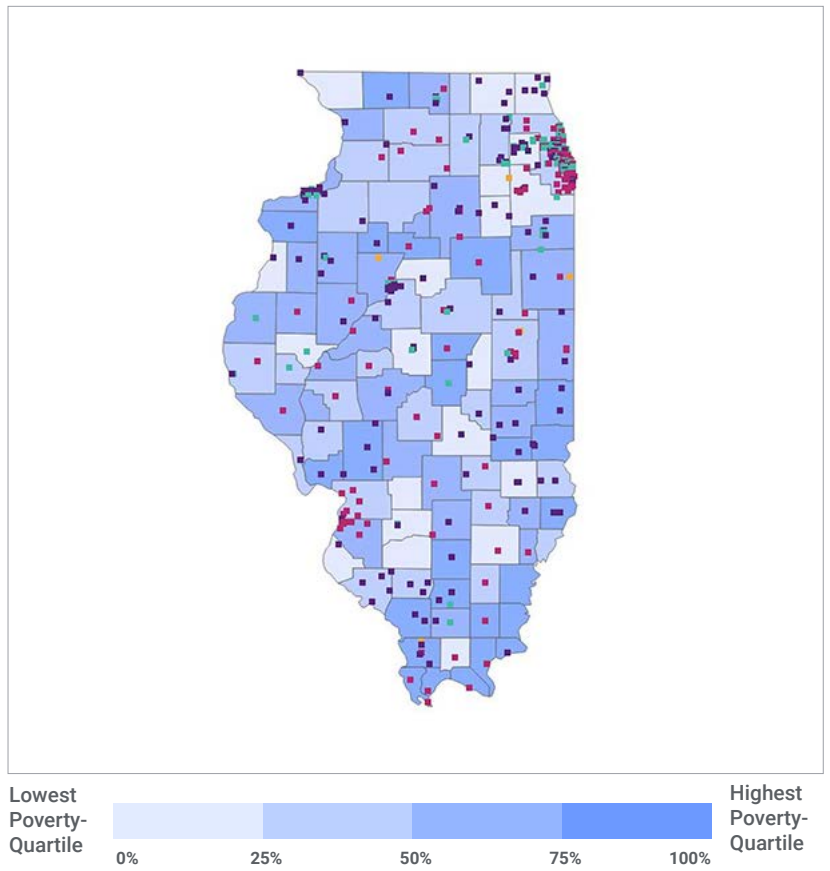 Lowest
Poverty-
Quartile
Highest
Poverty-
Quartile
0%
25%
50%
75%
100%